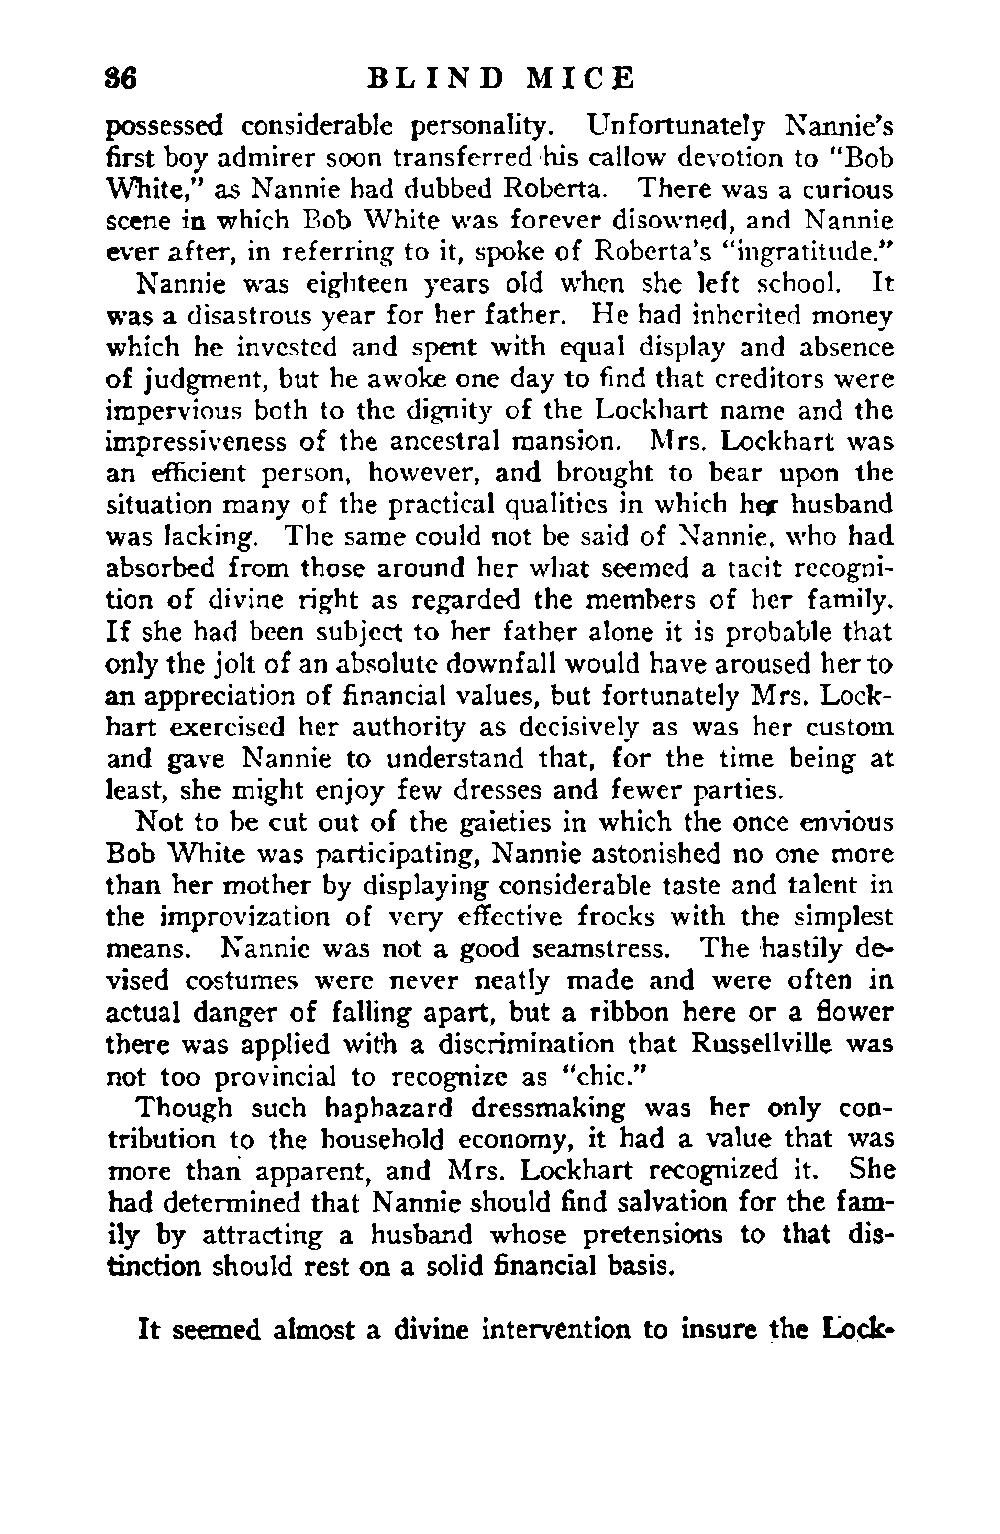 86 BLIND MICE
possessed considerable personality. Unfortunately Nannie's
first boy admirer soon transferred his callow devotion to "Bob
White," as Nannie had dubbed Roberta. There was a curious
scene in which Bob White was forever disowned, and Nannie
ever after, in referring to it, spoke of Roberta's "ingratitude."
Nannie was eighteen years old when she left school. It
was a disastrous year for her father. He had inherited money
which he invested and spent with equal display and absence
of judgment, but he awoke one day to find that creditors were
impervious both to the dignity of the Lockhart name and the
impressiveness of the ancestral mansion. Mrs. Lockhart was
an efficient person, however, and brought to bear upon the
situation many of the practical qualities in which her husband
was lacking. The same could not be said of Nannie, who had
absorbed from those around her what seemed a tacit recogni-
tion of divine right as regarded the members of her family.
If she had been subject to her father alone it is probable that
only the jolt of an absolute downfall would have aroused her to
an appreciation of financial values, but fortunately Mrs. Lock-
hart exercised her authority as decisively as was her custom
and gave Nannie to understand that, for the time being at
least, she might enjoy few dresses and fewer parties.
Not to be cut out of the gaieties in which the once envious
Bob White was participating, Nannie astonished no one more
than her mother by displaying considerable taste and talent in
the improvization of very effective frocks with the simplest
means. Nannie was not a good seamstress. The hastily de-
vised costumes were never neatly made and were often in
actual danger of falling apart, but a ribbon here or a flower
there was applied with a discrimination that Russellville was
not too provincial to recognize as "chic."
Though such haphazard dressmaking was her only con-
tribution to the household economy, it had a value that was
more than apparent, and Mrs. Lockhart recognized it. She
had determined that Nannie should find salvation for the fam-
ily by attracting a husband whose pretensions to that dis-
tinction should rest on a solid financial basis.
It seemed almost a divine intervention to insure the Lock-